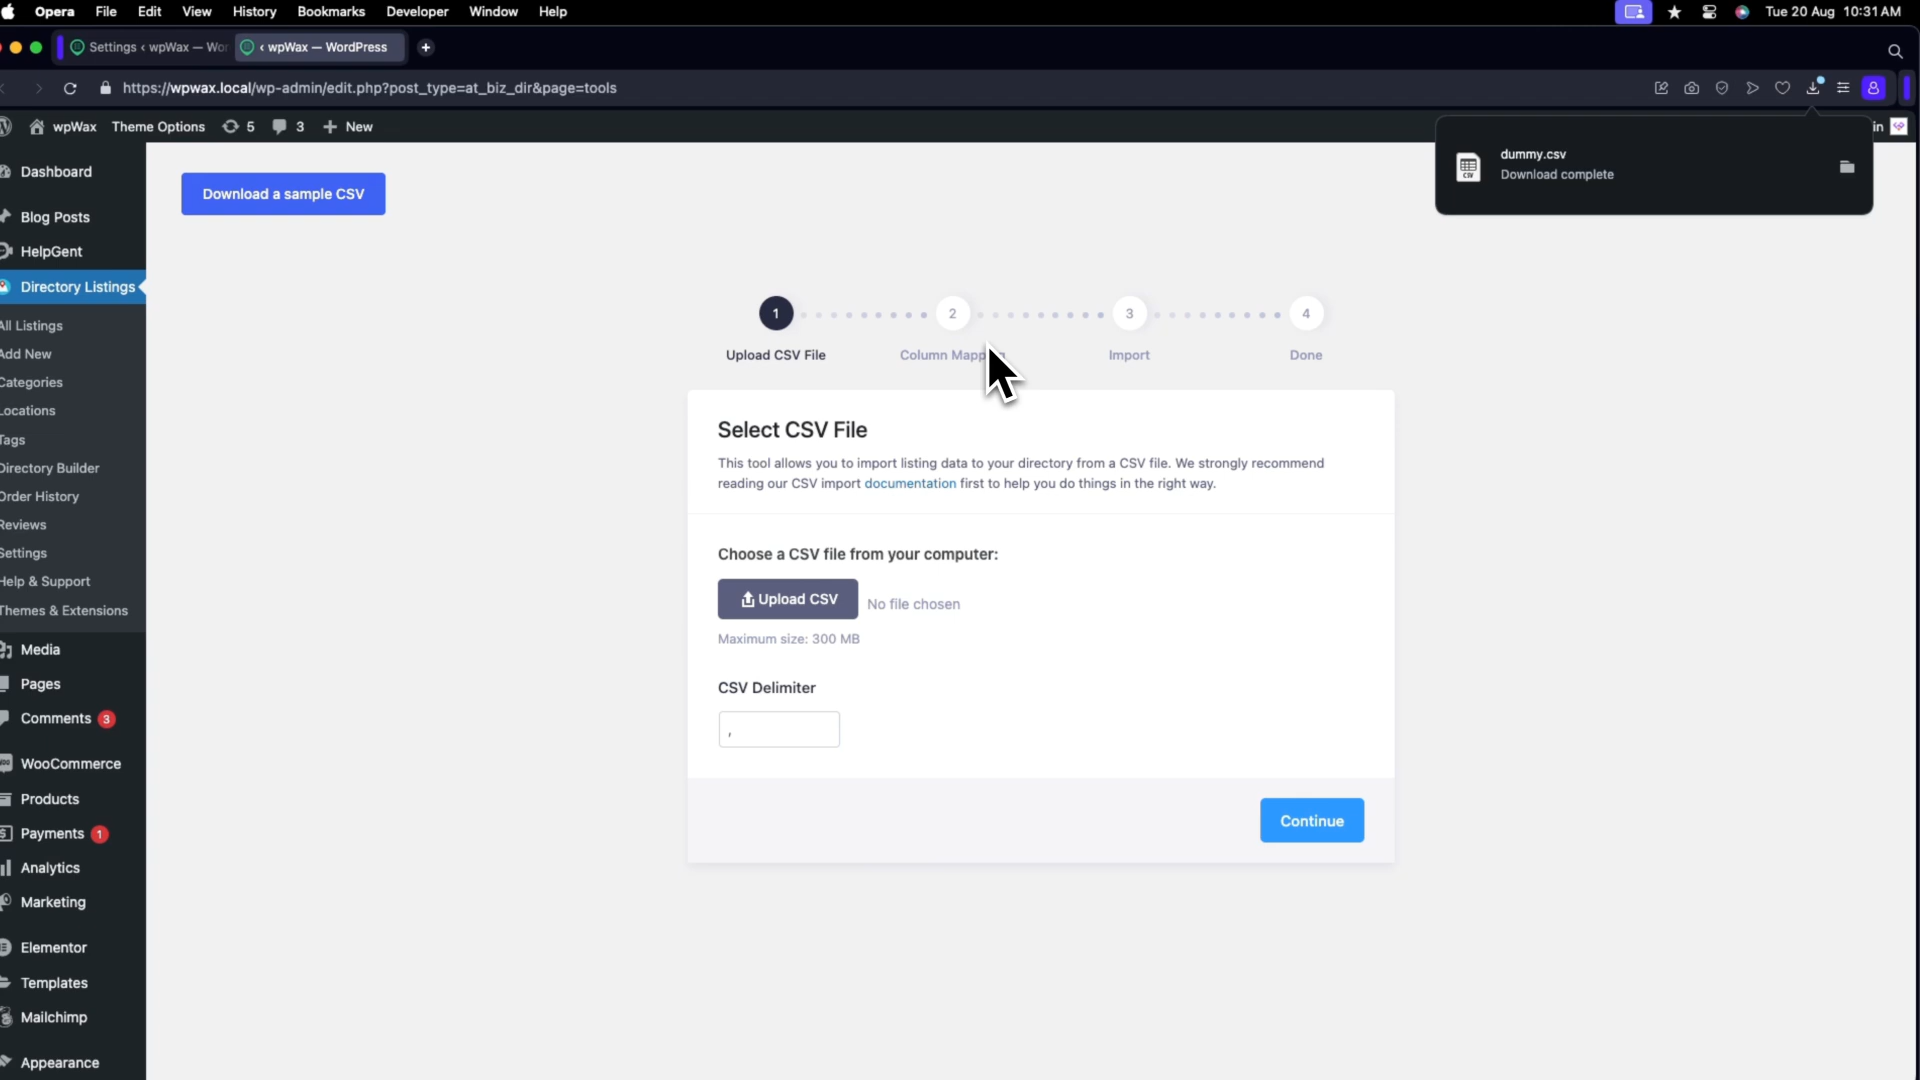 Opera File Edit View History Bookmarks Developer Window Help Tue 20 Aug 10:31 AM
Settings ‹ wpWax — Wor ‹ wpWax — WordPress
https://wpwax.local/wp-admin/edit.php?post_type=at_biz_dir&page=tools
wpWax Theme Options 5 3 + New in
dummy.csv
Download complete
Dashboard
Blog Posts
HelpGent
Directory Listings
All Listings
Add New
Categories
Locations
Tags
Directory Builder
Order History
Reviews
Settings
Help & Support
Themes & Extensions
Media
Pages
Comments 3
WooCommerce
Products
Payments 1
Analytics
Marketing
Elementor
Templates
Mailchimp
Appearance
Download a sample CSV
1 2 3 4
Upload CSV File Column Mapp Import Done
Select CSV File
This tool allows you to import listing data to your directory from a CSV file. We strongly recommend
reading our CSV import documentation first to help you do things in the right way.
Choose a CSV file from your computer:
Upload CSV No file chosen
Maximum size: 300 MB
CSV Delimiter
,
Continue